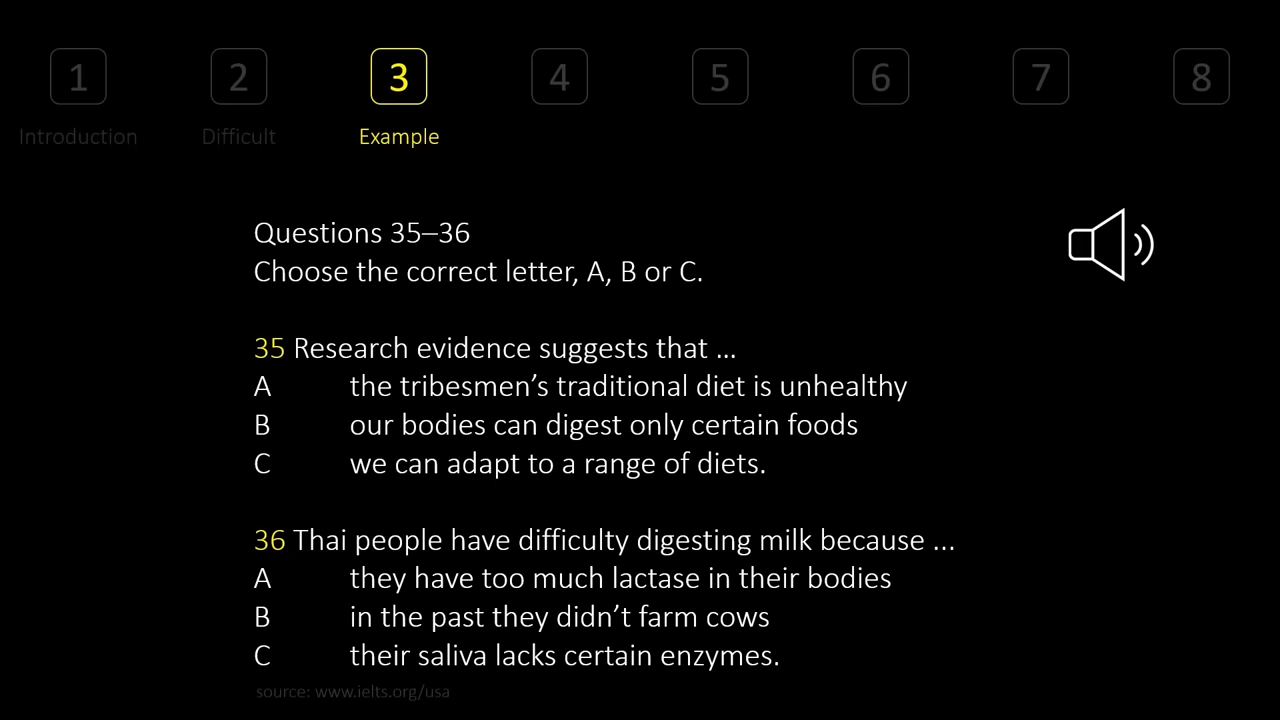 1 2 3 4 5 6 7 8
Introduction Difficult Example
Questions 35–36
Choose the correct letter, A, B or C.
35 Research evidence suggests that ...
A the tribesmen’s traditional diet is unhealthy
B our bodies can digest only certain foods
C we can adapt to a range of diets.
36 Thai people have difficulty digesting milk because ...
A they have too much lactase in their bodies
B in the past they didn’t farm cows
C their saliva lacks certain enzymes.
source: www.ielts.org/usa